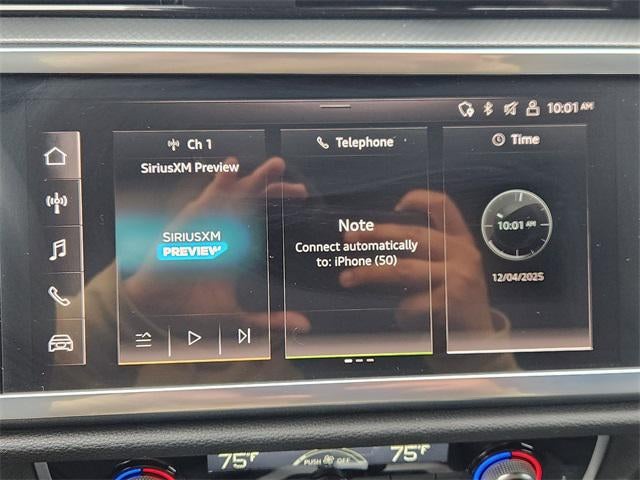 10:01 AM
Ch 1
SiriusXM Preview
SIRIUSXM
PREVIEW
Telephone
Note
Connect automatically
to: iPhone (50)
Time
10:01 AM
12/04/2025
75°F
PUSH OFF
75°F